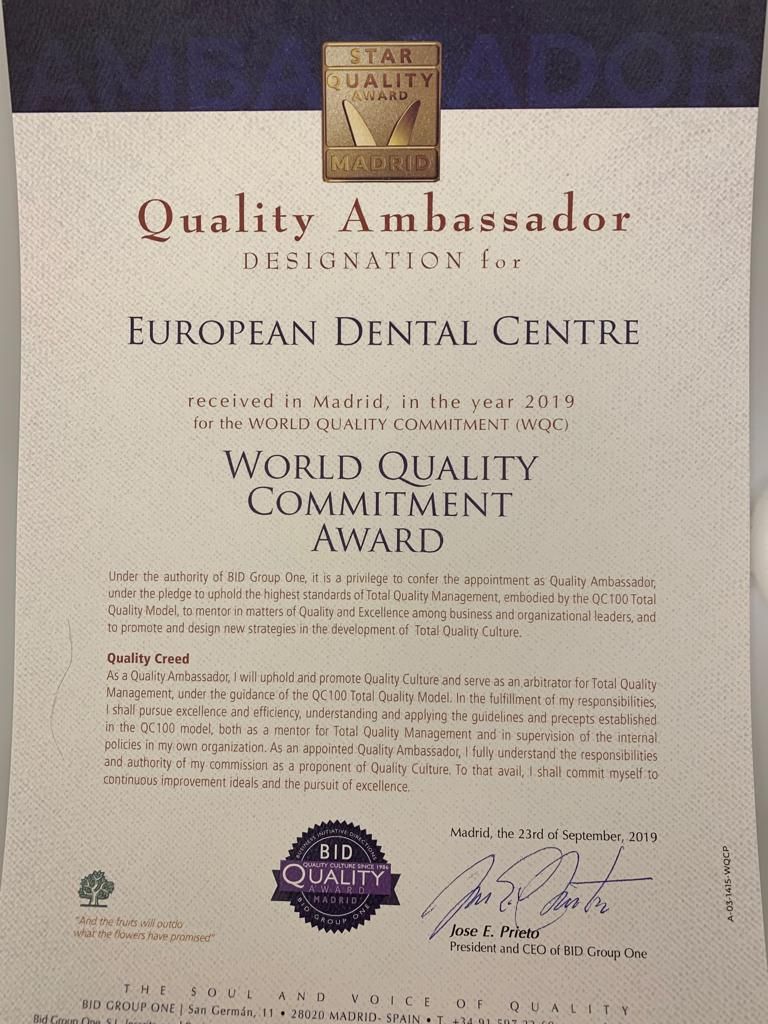 AMBASSADOR
STAR
QUALITY
AWARD
MADRID
Quality Ambassador
DESIGNATION for
EUROPEAN DENTAL CENTRE
received in Madrid, in the year 2019
for the WORLD QUALITY COMMITMENT (WQC)
WORLD QUALITY
COMMITMENT
AWARD
Under the authority of BID Group One, it is a privilege to confer the appointment as Quality Ambassador,
under the pledge to uphold the highest standards of Total Quality Management, embodied by the QC100 Total
Quality Model, to mentor in matters of Quality and Excellence among business and organizational leaders, and
to promote and design new strategies in the development of Total Quality Culture.
Quality Creed
As a Quality Ambassador, I will uphold and promote Quality Culture and serve as an arbitrator for Total Quality
Management, under the guidance of the QC100 Total Quality Model. In the fulfillment of my responsibilities,
I shall pursue excellence and efficiency, understanding and applying the guidelines and precepts established
in the QC100 model, both as a mentor for Total Quality Management and in supervision of the internal
policies in my own organization. As an appointed Quality Ambassador, I fully understand the responsibilities
and authority of my commission as a proponent of Quality Culture. To that avail, I shall commit myself to
continuous improvement ideals and the pursuit of excellence.
Madrid, the 23rd of September, 2019
BUSINESS INITIATIVE DIRECTIONS
BID
QUALITY CULTURE SINCE 1986
QUALITY
AWARD
MADRID
BID GROUP ONE
"And the fruits will outdo
what the flowers have promised"
Jose E. Prieto
President and CEO of BID Group One
A-03-1415-WQCP
THE SOUL AND VOICE OF QUALITY
BID GROUP ONE | San Germán, 11 • 28020 MADRID- SPAIN • T. +34 91 597
Bid Group One, S.L.